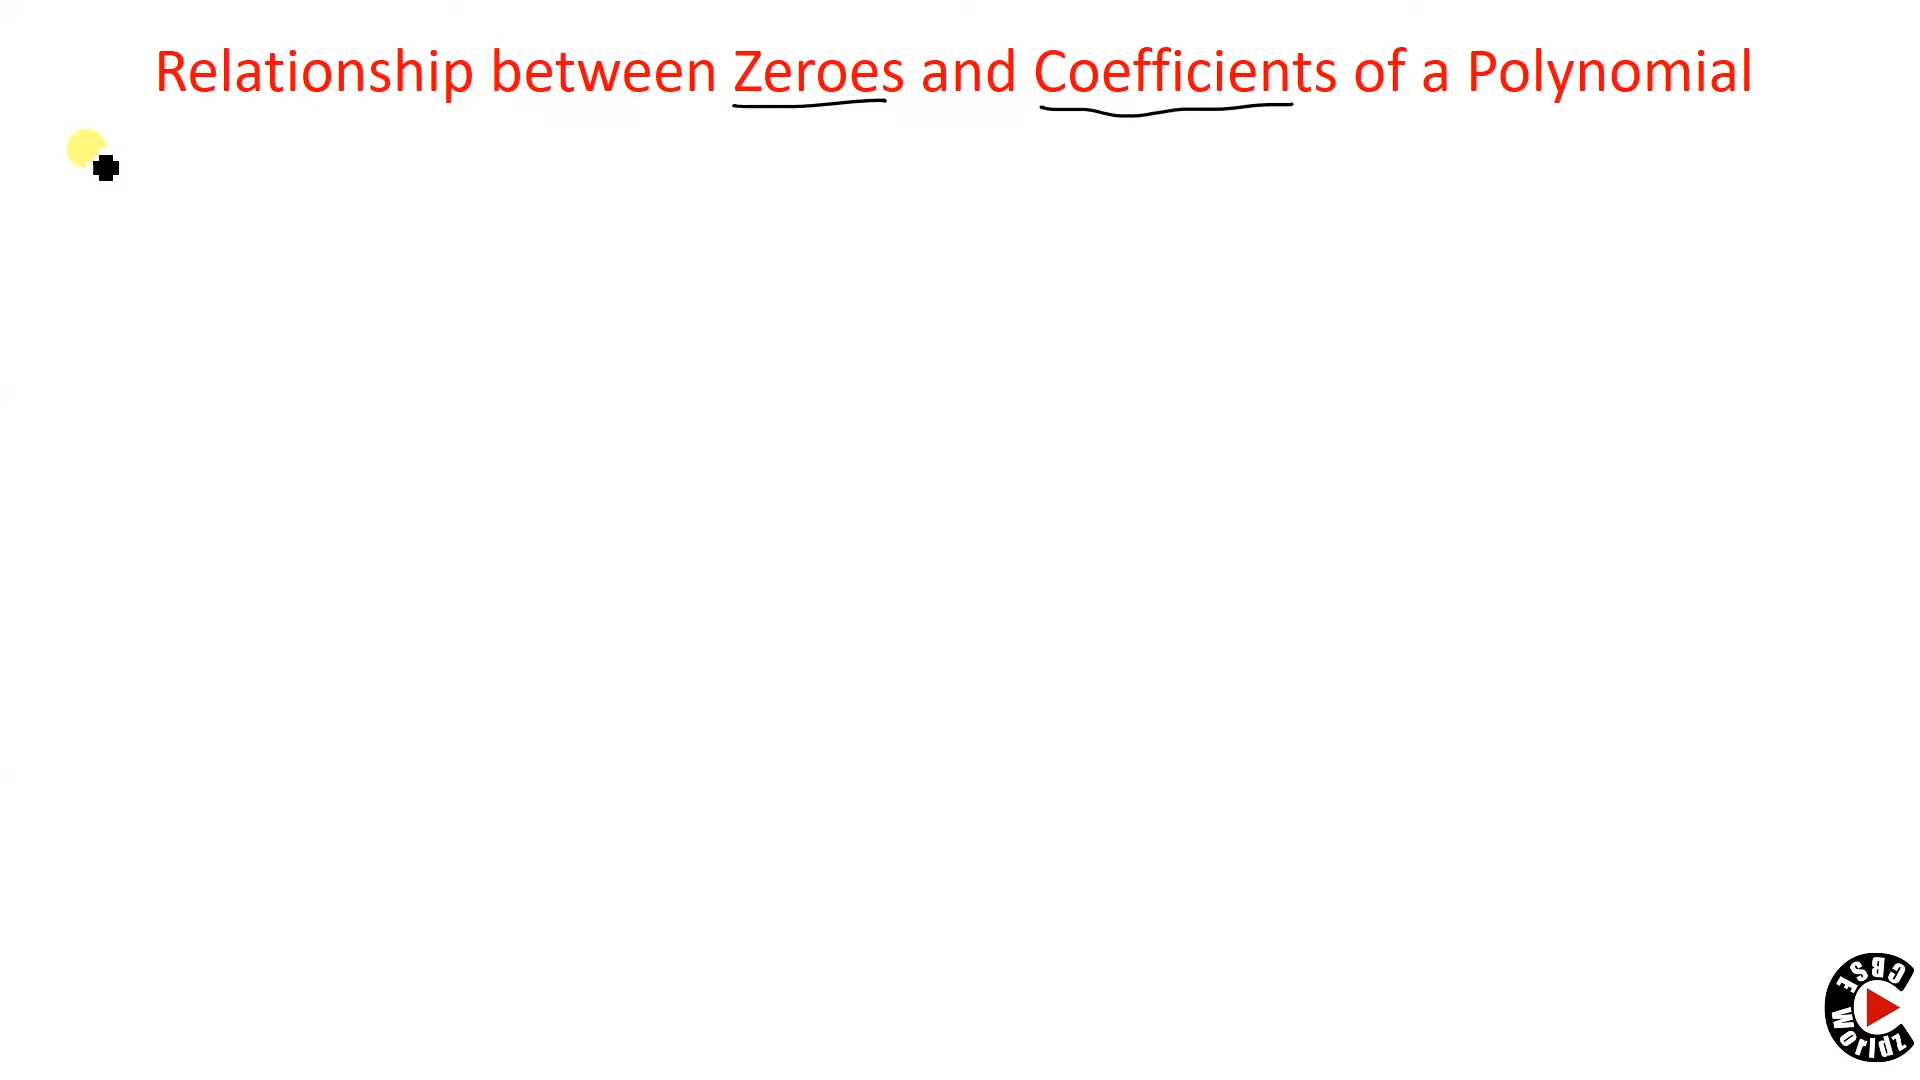 Relationship between Zeroes and Coefficients of a Polynomial
CBSE Worldz